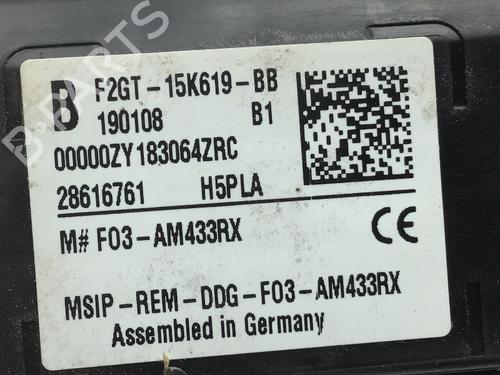 B F2GT-15K619-BB
190108 B1
00000ZY183064ZRC
28616761 H5PLA
M# F03-AM433RX
CE
MSIP-REM-DDG-F03-AM433RX
Assembled in Germany
B-PARTS